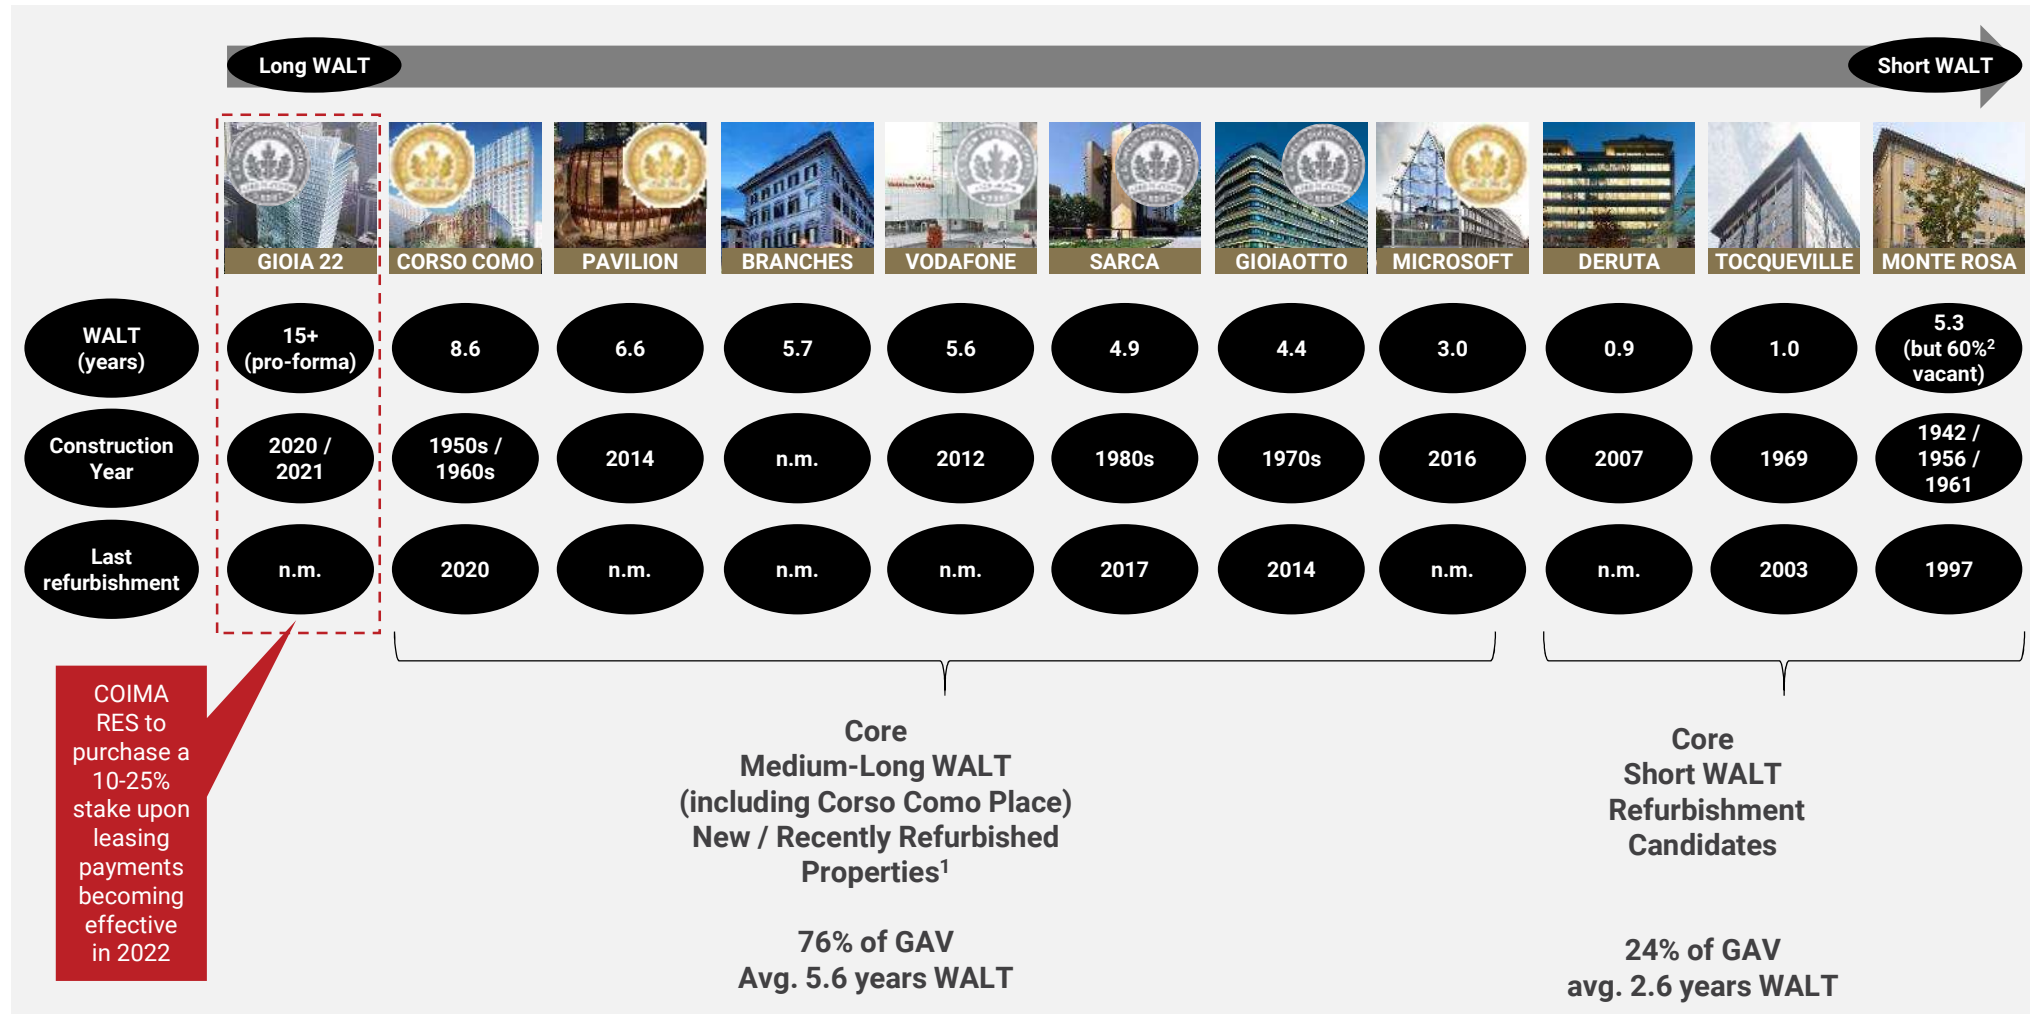 Long WALT
Short WALT
GIOIA 22
CORSO COMO
PAVILION
BRANCHES
VODAFONE
SARCA
GIOIAOTTO
MICROSOFT
DERUTA
TOCQUEVILLE
MONTE ROSA
WALT
(years)
15+
(pro-forma)
8.6
6.6
5.7
5.6
4.9
4.4
3.0
0.9
1.0
5.3
(but 60%²
vacant)
Construction
Year
2020 /
2021
1950s /
1960s
2014
n.m.
2012
1980s
1970s
2016
2007
1969
1942 /
1956 /
1961
Last
refurbishment
n.m.
2020
n.m.
n.m.
n.m.
2017
2014
n.m.
n.m.
2003
1997
COIMA
RES to
purchase a
10-25%
stake upon
leasing
payments
becoming
effective
in 2022
Core
Medium-Long WALT
(including Corso Como Place)
New / Recently Refurbished
Properties¹
76% of GAV
Avg. 5.6 years WALT
Core
Short WALT
Refurbishment
Candidates
24% of GAV
avg. 2.6 years WALT